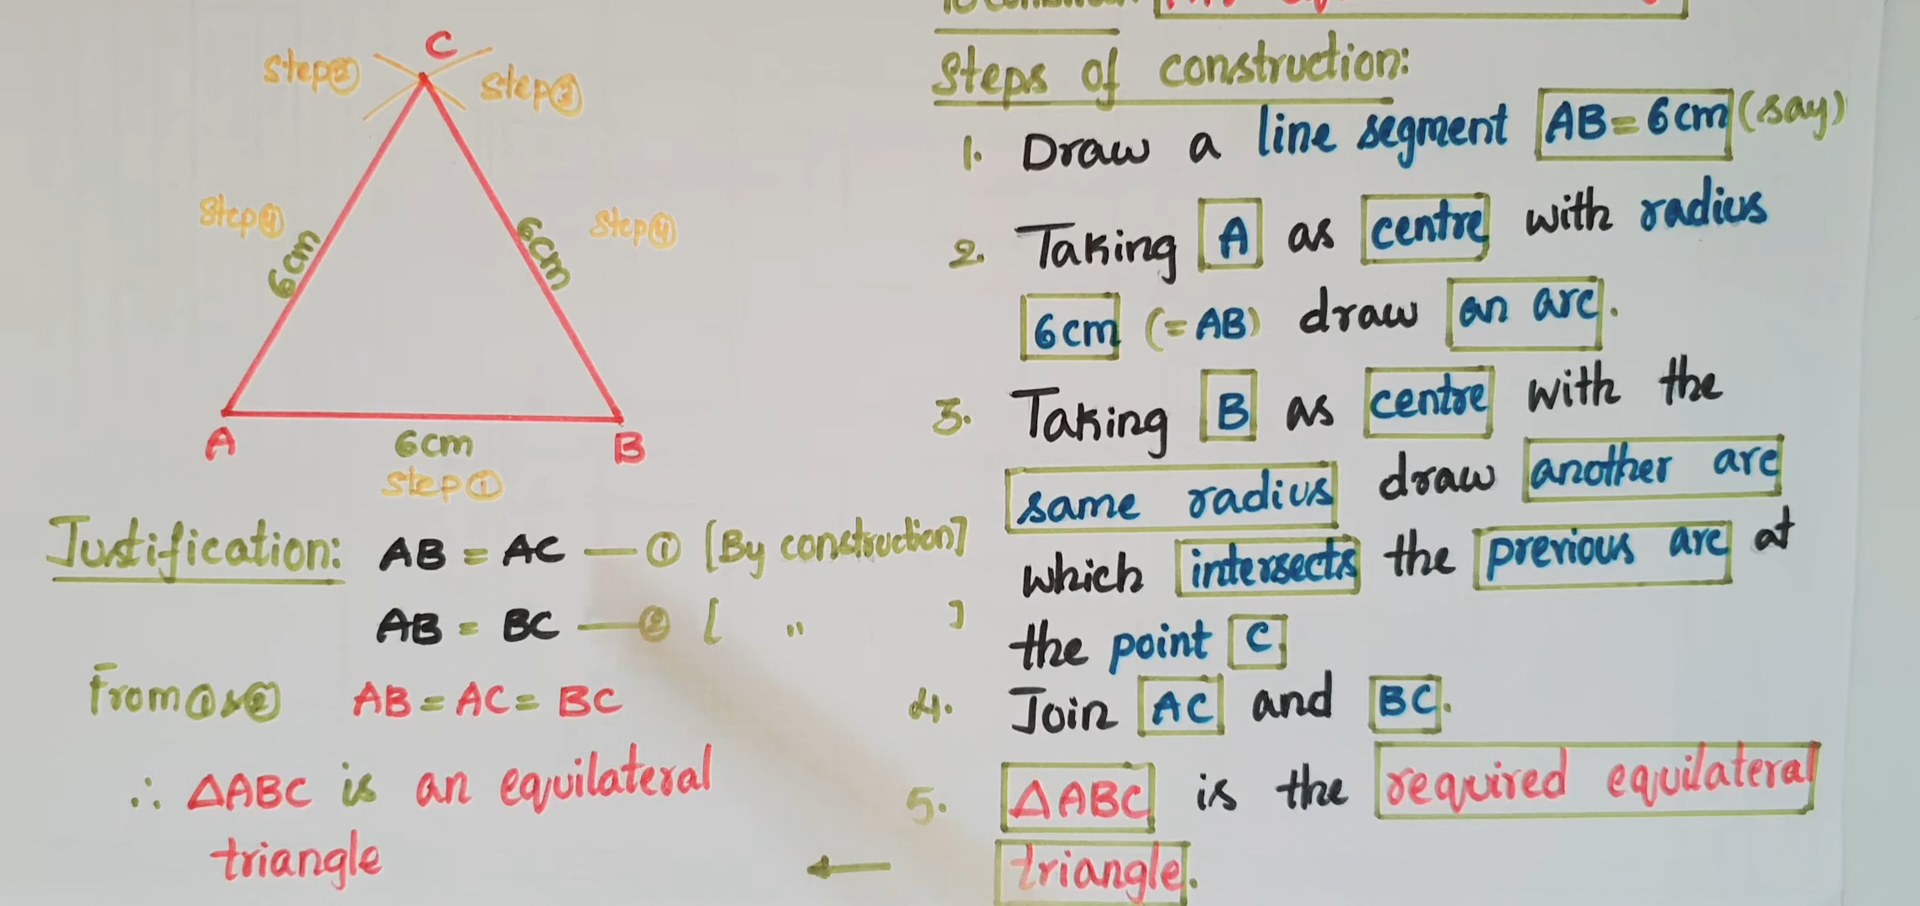 C
Step②
Step③
Step④
Step④
6cm
6cm
A
6cm
B
Step①
Justification: AB = AC — ① [By construction]
AB = BC — ② [ " ]
From ① & ② AB = AC = BC
∴ △ABC is an equilateral
triangle
Steps of construction:
1. Draw a line segment AB = 6cm (say)
2. Taking A as centre with radius
6cm (= AB) draw an arc.
3. Taking B as centre with the
same radius draw another arc
which intersects the previous arc at
the point C.
4. Join AC and BC.
5. △ABC is the required equilateral
triangle.